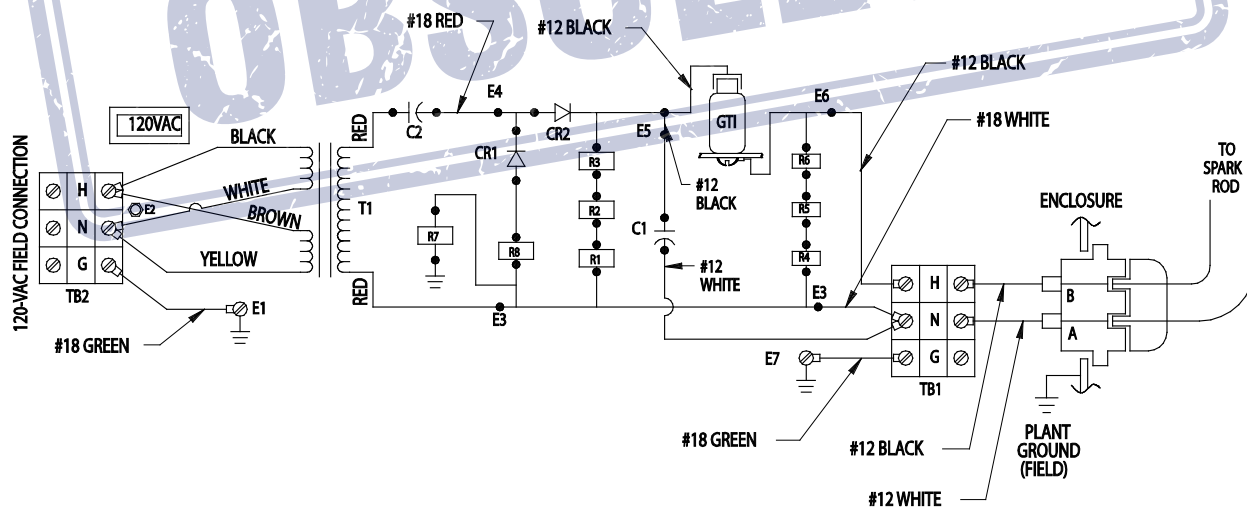 #18 RED
#12 BLACK
#12 BLACK
#18 WHITE
120VAC
BLACK
WHITE
BROWN
YELLOW
120-VAC FIELD CONNECTION
H
N
G
E2
TB2
E1
#18 GREEN
RED
RED
T1
C2
E4
CR2
CR1
R7
R8
R3
R2
R1
E3
E5
#12
BLACK
C1
#12
WHITE
GTI
E6
R6
R5
R4
E3
E7
#18 GREEN
H
N
G
TB1
#12 BLACK
#12 WHITE
ENCLOSURE
B
A
TO
SPARK
ROD
PLANT
GROUND
(FIELD)